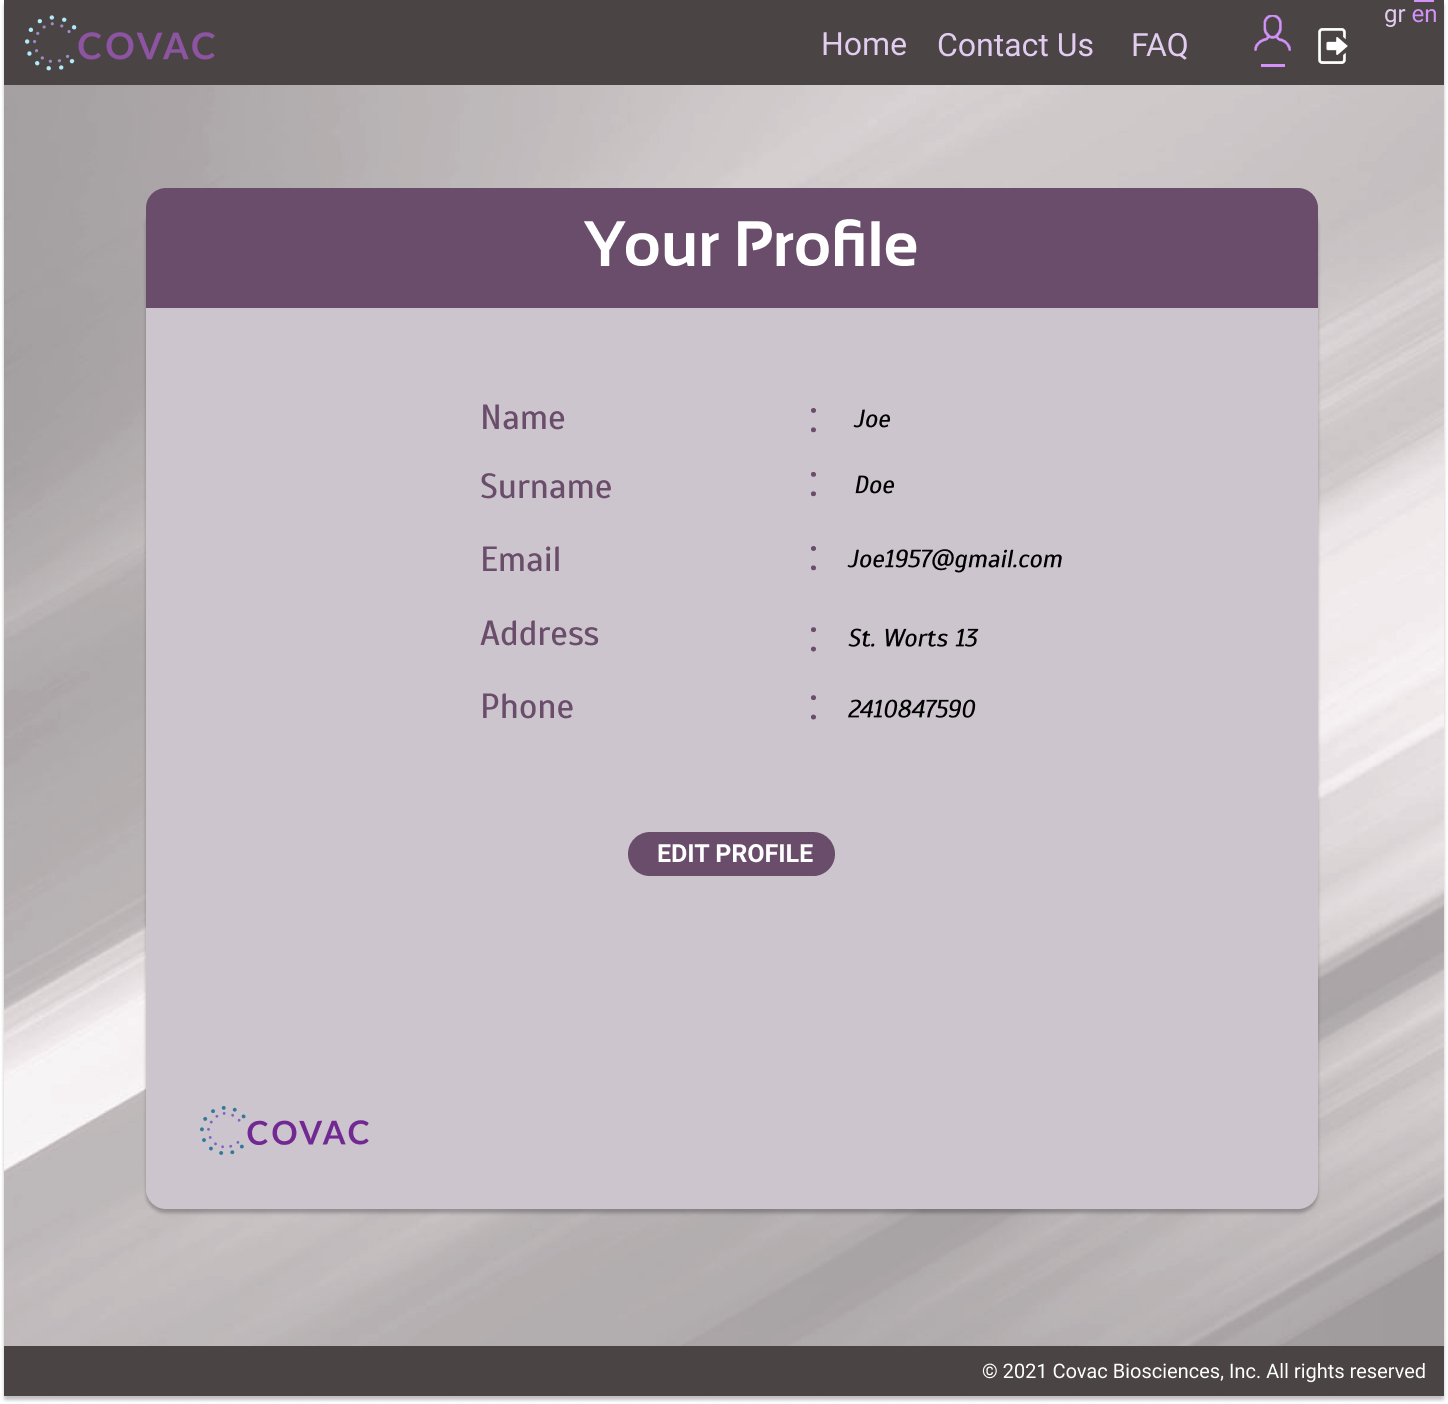 COVAC
Home Contact Us FAQ
gr en
Your Profile
Name : Joe
Surname : Doe
Email : Joe1957@gmail.com
Address : St. Worts 13
Phone : 2410847590
EDIT PROFILE
COVAC
© 2021 Covac Biosciences, Inc. All rights reserved